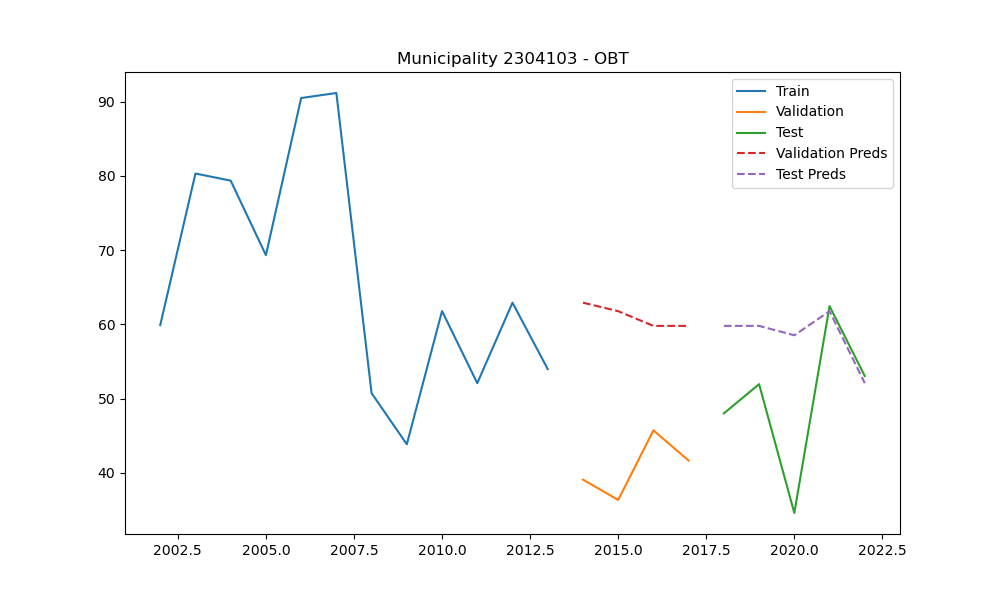 Municipality 2304103 - OBT
Train
Validation
Test
Validation Preds
Test Preds
90
80
70
60
50
40
2002.5 2005.0 2007.5 2010.0 2012.5 2015.0 2017.5 2020.0 2022.5